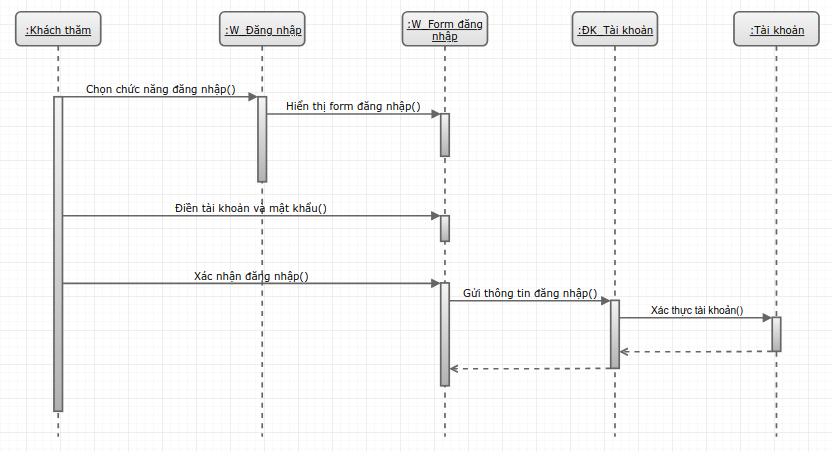 :Khách thăm
:W_Đăng nhập
:W_Form đăng
nhập
:ĐK_Tài khoản
:Tài khoản
Chọn chức năng đăng nhập()
Hiển thị form đăng nhập()
Điền tài khoản và mật khẩu()
Xác nhận đăng nhập()
Gửi thông tin đăng nhập()
Xác thực tài khoản()